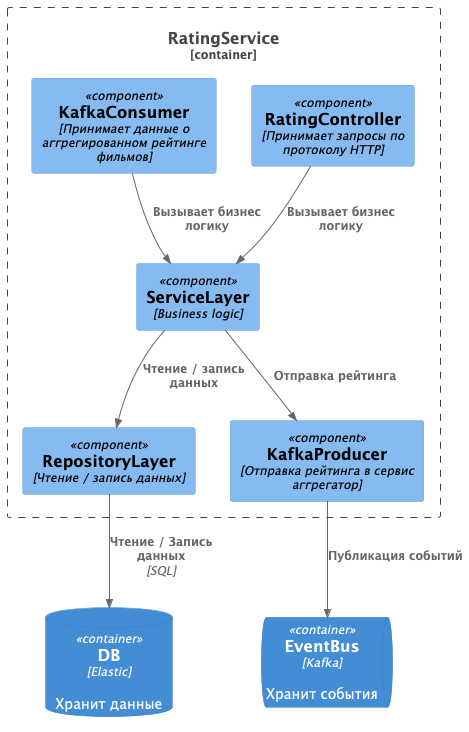 RatingService
[container]
«component»
KafkaConsumer
[Принимает данные о
аггрегированном рейтинге
фильмов]
«component»
RatingController
[Принимает запросы по
протоколу HTTP]
Вызывает бизнес
логику
Вызывает бизнес
логику
«component»
ServiceLayer
[Business logic]
Чтение / запись
данных
Отправка рейтинга
«component»
RepositoryLayer
[Чтение / запись данных]
«component»
KafkaProducer
[Отправка рейтинга в сервис
аггрегатор]
Чтение / Запись
данных
[SQL]
Публикация событий
«container»
DB
[Elastic]
Хранит данные
«container»
EventBus
[Kafka]
Хранит события